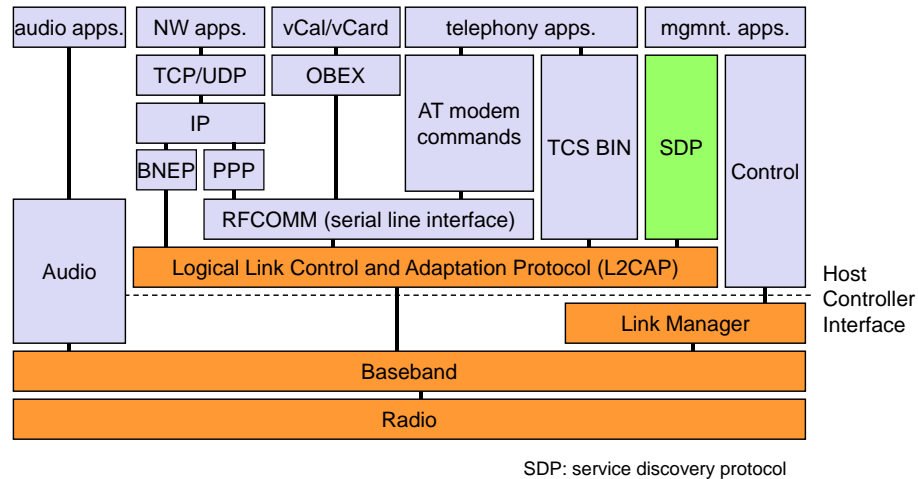 audio apps.
NW apps.
vCal/vCard
telephony apps.
mgmnt. apps.
TCP/UDP
OBEX
AT modem
commands
TCS BIN
SDP
Control
IP
BNEP
PPP
RFCOMM (serial line interface)
Audio
Logical Link Control and Adaptation Protocol (L2CAP)
Host
Controller
Interface
Link Manager
Baseband
Radio
SDP: service discovery protocol